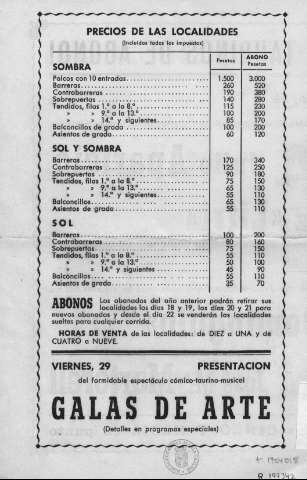 PRECIOS DE LAS LOCALIDADES
(Incluídos todos los impuestos)
SOMBRA
Pesetas
ABONO Pesetas
Palcos con 10 entradas 1.500 3.000
Barreras 260 520
Contrabarreras 190 380
Sobrepuertas 140 280
Tendidos, filas 1.ª a la 8.ª 115 230
» » 9.ª a la 13.ª 100 200
» » 14.ª y siguientes 85 170
Balconcillos de grada 100 200
Asientos de grada 60 120
SOL Y SOMBRA
Barreras 170 340
Contrabarreras 125 250
Sobrepuertas 90 180
Tendidos, filas 1.ª a la 8.ª 75 150
» » 9.ª a la 13.ª 65 130
» » 14.ª y siguientes 55 110
Balconcillos 65 130
Asientos de grada 55 110
SOL
Barreras 100 200
Contrabarreras 80 160
Sobrepuertas 75 150
Tendidos, filas 1.ª a la 8.ª 55 110
» » 9.ª a la 13.ª 50 100
» » 14.ª y siguientes 45 90
Balconcillos 55 110
Asientos de grada 35 70
ABONOS Los abonados del año anterior podrán retirar sus
localidades los días 18 y 19, los días 20 y 21 para
nuevos abonados y desde el día 22 se venderán las localidades
sueltas para cualquier corrida.
HORAS DE VENTA de las localidades: de DIEZ a UNA y de
CUATRO a NUEVE.
VIERNES, 29 PRESENTACION
del formidable espectáculo cómico-taurino-musical
GALAS DE ARTE
(Detalles en programas especiales)